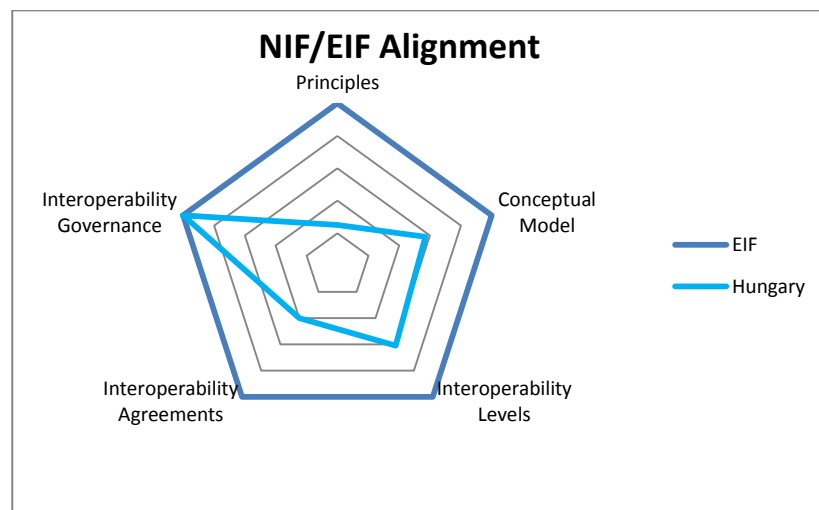 NIF/EIF Alignment
Principles
Conceptual
Model
Interoperability
Levels
Interoperability
Agreements
Interoperability
Governance
EIF
Hungary